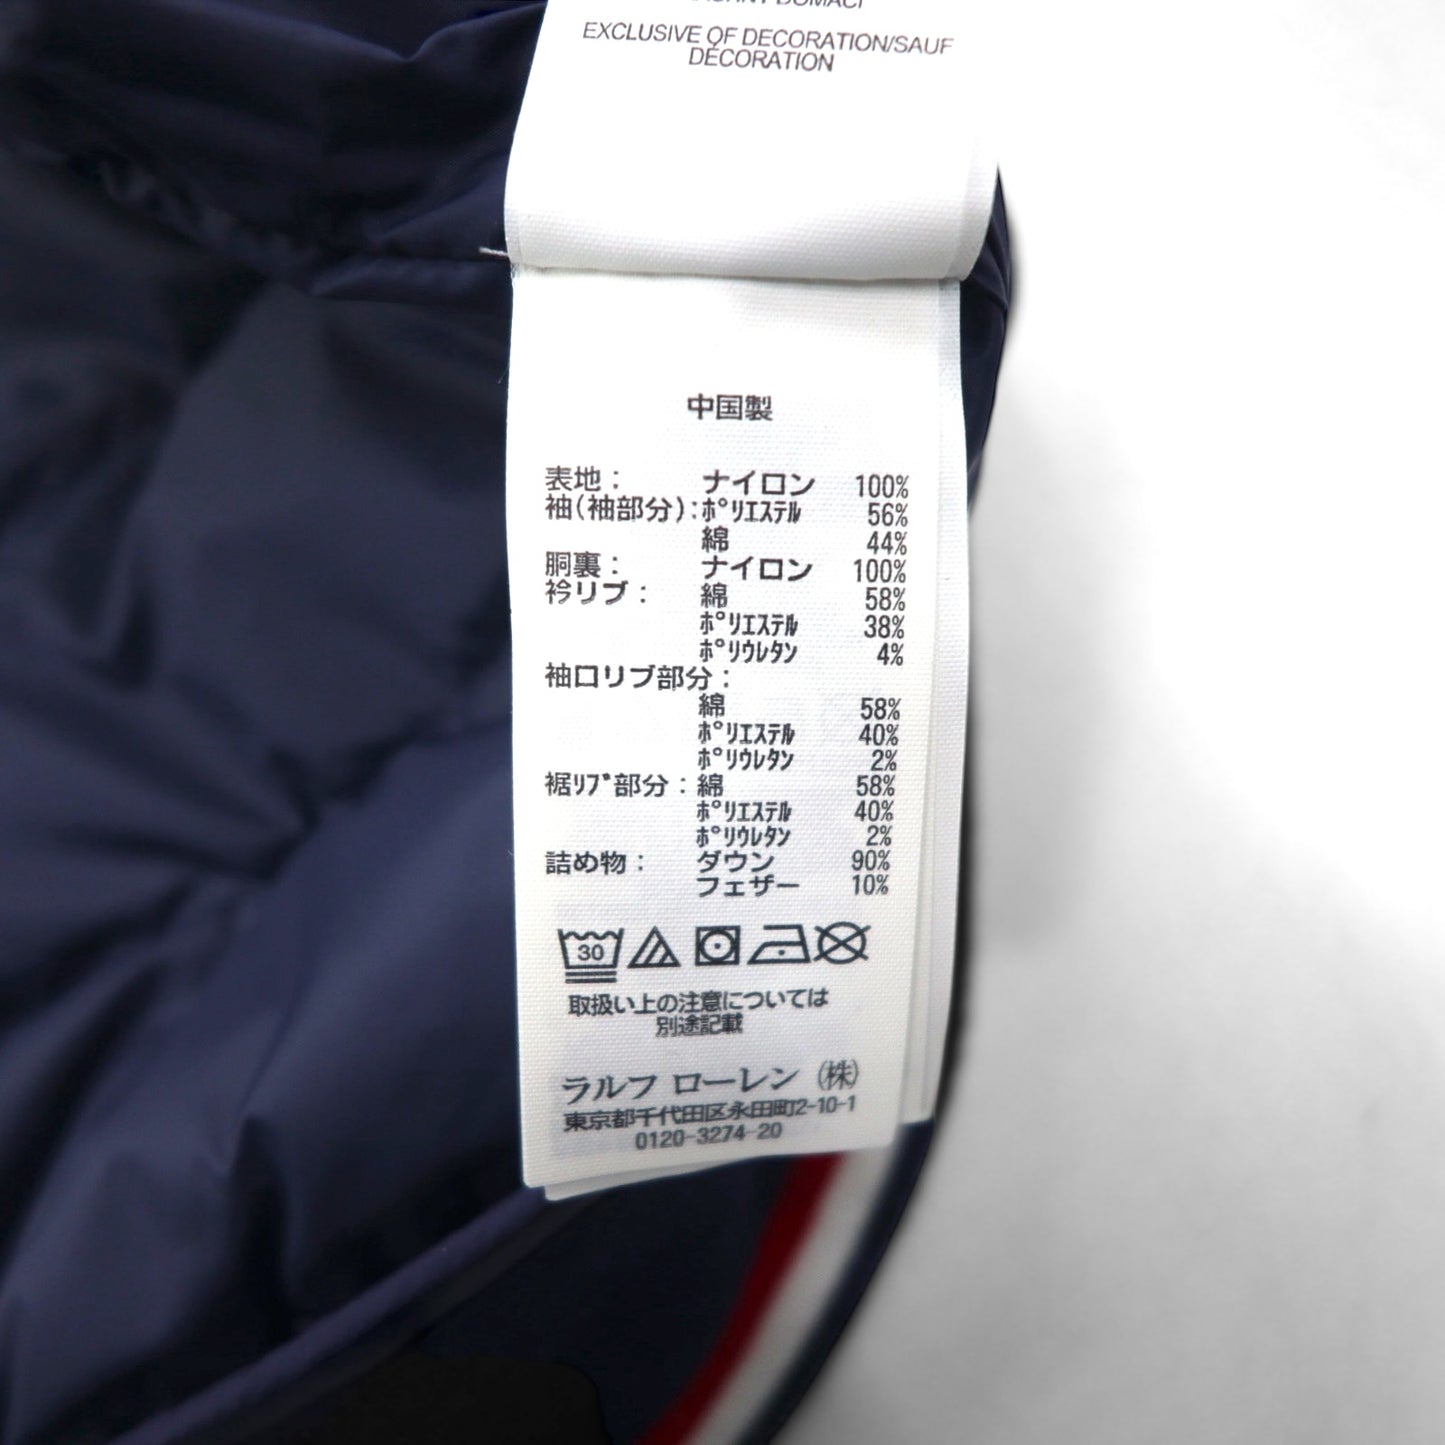 EXCLUSIVE OF DECORATION/SAUF
DÉCORATION
中国製
表地： ナイロン 100%
袖(袖部分)：ﾎﾟﾘｴｽﾃﾙ 56%
綿 44%
胴裏： ナイロン 100%
衿リブ： 綿 58%
ﾎﾟﾘｴｽﾃﾙ 38%
ﾎﾟﾘｳﾚﾀﾝ 4%
袖口リブ部分：
綿 58%
ﾎﾟﾘｴｽﾃﾙ 40%
ﾎﾟﾘｳﾚﾀﾝ 2%
裾ﾘﾌﾞ部分：綿 58%
ﾎﾟﾘｴｽﾃﾙ 40%
ﾎﾟﾘｳﾚﾀﾝ 2%
詰め物： ダウン 90%
フェザー 10%
30
取扱い上の注意については
別途記載
ラルフ ローレン (株)
東京都千代田区永田町2-10-1
0120-3274-20